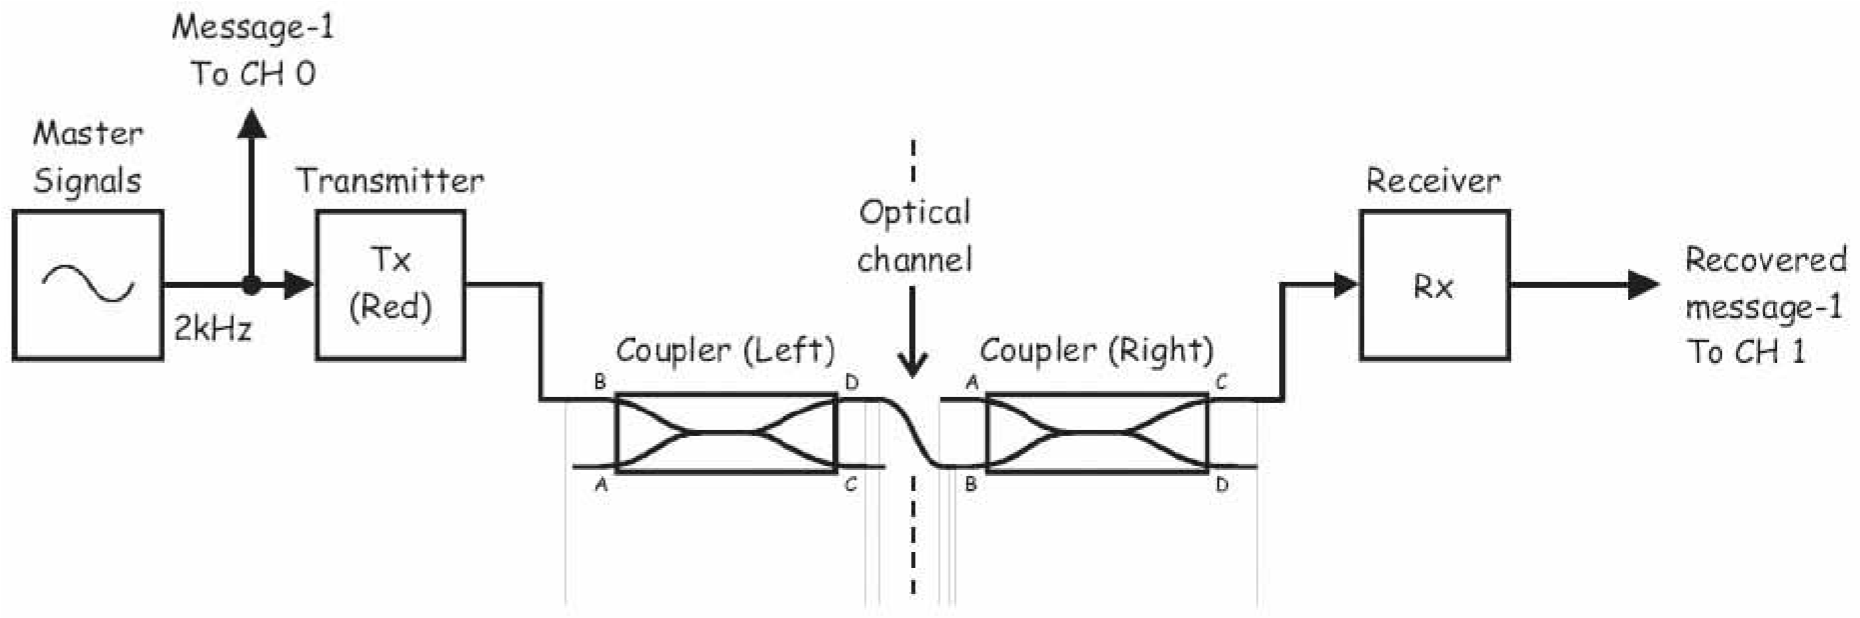 Message-1
To CH 0
Master
Signals
2kHz
Transmitter
Tx
(Red)
Coupler (Left)
B
D
A
C
Optical
channel
Coupler (Right)
A
C
B
D
Receiver
Rx
Recovered
message-1
To CH 1